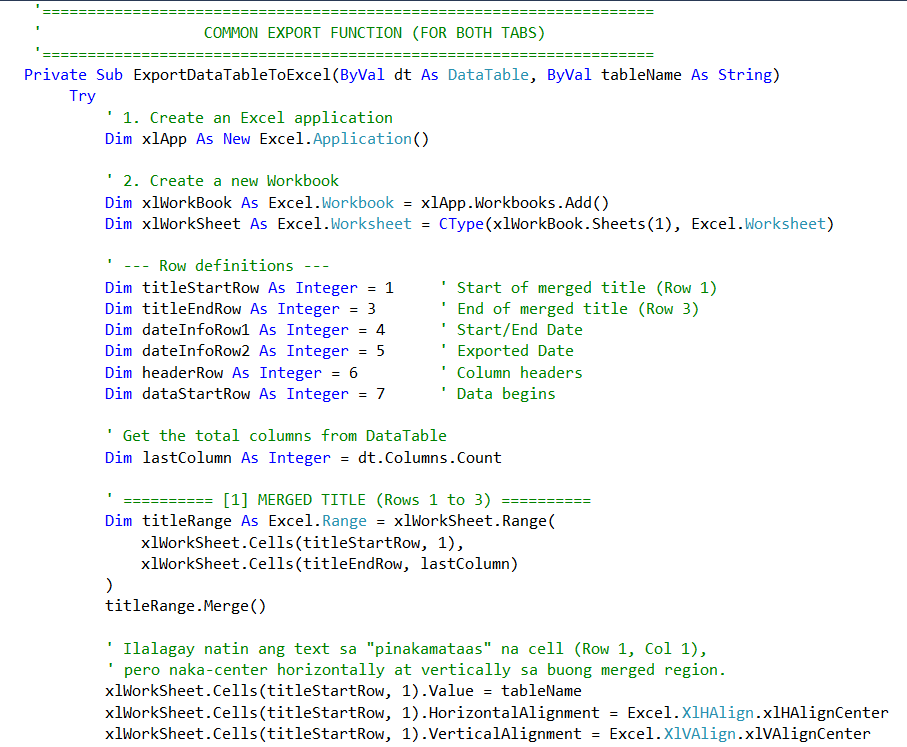 '====================================================================
'                  COMMON EXPORT FUNCTION (FOR BOTH TABS)
'====================================================================
Private Sub ExportDataTableToExcel(ByVal dt As DataTable, ByVal tableName As String)
Try
' 1. Create an Excel application
Dim xlApp As New Excel.Application()
' 2. Create a new Workbook
Dim xlWorkBook As Excel.Workbook = xlApp.Workbooks.Add()
Dim xlWorkSheet As Excel.Worksheet = CType(xlWorkBook.Sheets(1), Excel.Worksheet)
' --- Row definitions ---
Dim titleStartRow As Integer = 1     ' Start of merged title (Row 1)
Dim titleEndRow As Integer = 3       ' End of merged title (Row 3)
Dim dateInfoRow1 As Integer = 4      ' Start/End Date
Dim dateInfoRow2 As Integer = 5      ' Exported Date
Dim headerRow As Integer = 6         ' Column headers
Dim dataStartRow As Integer = 7      ' Data begins
' Get the total columns from DataTable
Dim lastColumn As Integer = dt.Columns.Count
' ========== [1] MERGED TITLE (Rows 1 to 3) ==========
Dim titleRange As Excel.Range = xlWorkSheet.Range(
xlWorkSheet.Cells(titleStartRow, 1),
xlWorkSheet.Cells(titleEndRow, lastColumn)
)
titleRange.Merge()
' Ilalagay natin ang text sa "pinakamataas" na cell (Row 1, Col 1),
' pero naka-center horizontally at vertically sa buong merged region.
xlWorkSheet.Cells(titleStartRow, 1).Value = tableName
xlWorkSheet.Cells(titleStartRow, 1).HorizontalAlignment = Excel.XlHAlign.xlHAlignCenter
xlWorkSheet.Cells(titleStartRow, 1).VerticalAlignment = Excel.XlVAlign.xlVAlignCenter